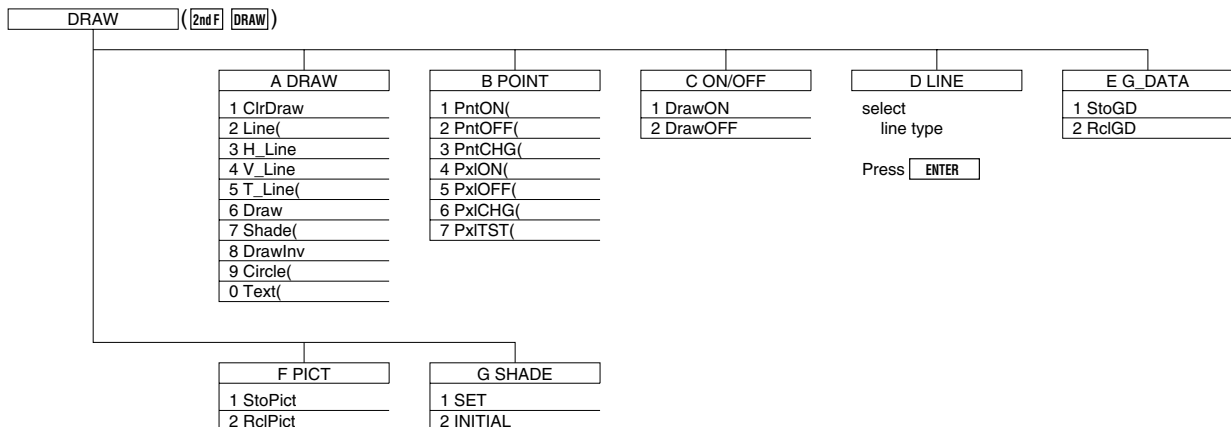 DRAW (2nd F DRAW)
A DRAW
1 ClrDraw
2 Line(
3 H_Line
4 V_Line
5 T_Line(
6 Draw
7 Shade(
8 DrawInv
9 Circle(
0 Text(
B POINT
1 PntON(
2 PntOFF(
3 PntCHG(
4 PxlON(
5 PxlOFF(
6 PxlCHG(
7 PxlTST(
C ON/OFF
1 DrawON
2 DrawOFF
D LINE
select
line type
Press ENTER
E G_DATA
1 StoGD
2 RclGD
F PICT
1 StoPict
2 RclPict
G SHADE
1 SET
2 INITIAL